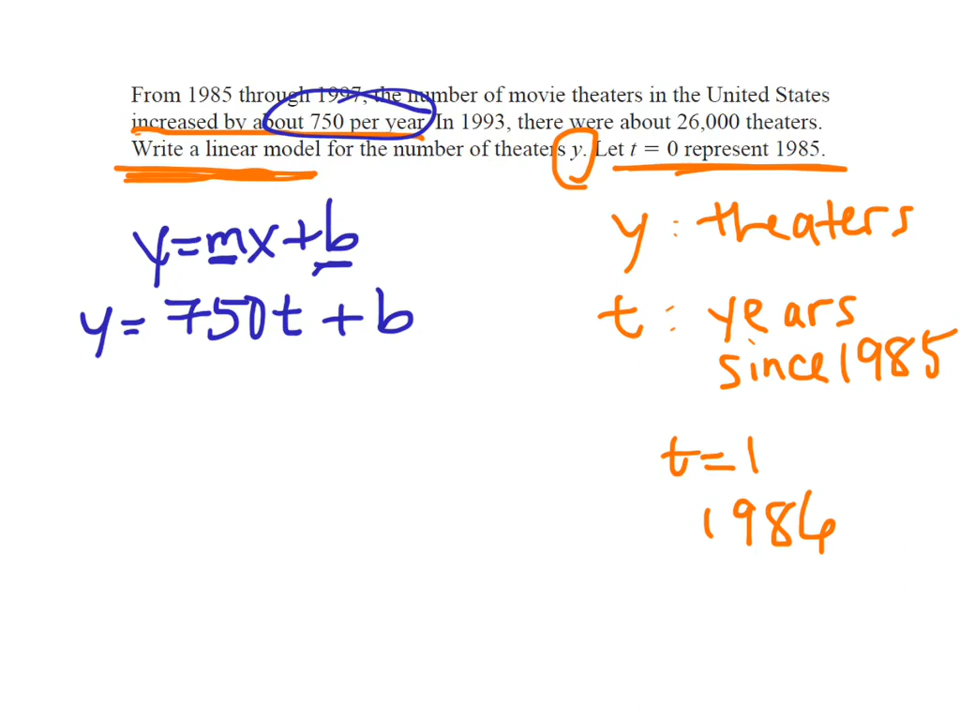 From 1985 through 1997, the number of movie theaters in the United States
increased by about 750 per year. In 1993, there were about 26,000 theaters.
Write a linear model for the number of theaters y. Let t = 0 represent 1985.
y=mx+b
y= 750t + b
y : theaters
t : years
since 1985
t=1
1986